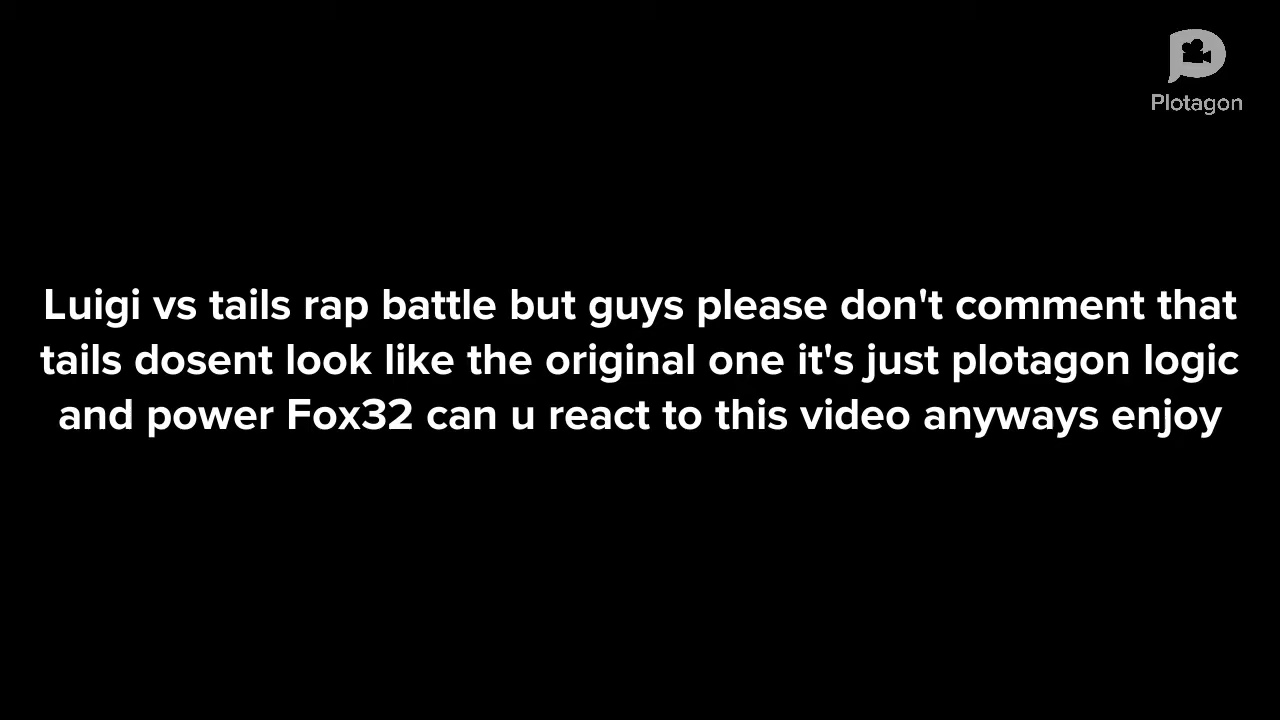 Plotagon
Luigi vs tails rap battle but guys please don't comment that
tails dosent look like the original one it's just plotagon logic
and power Fox32 can u react to this video anyways enjoy